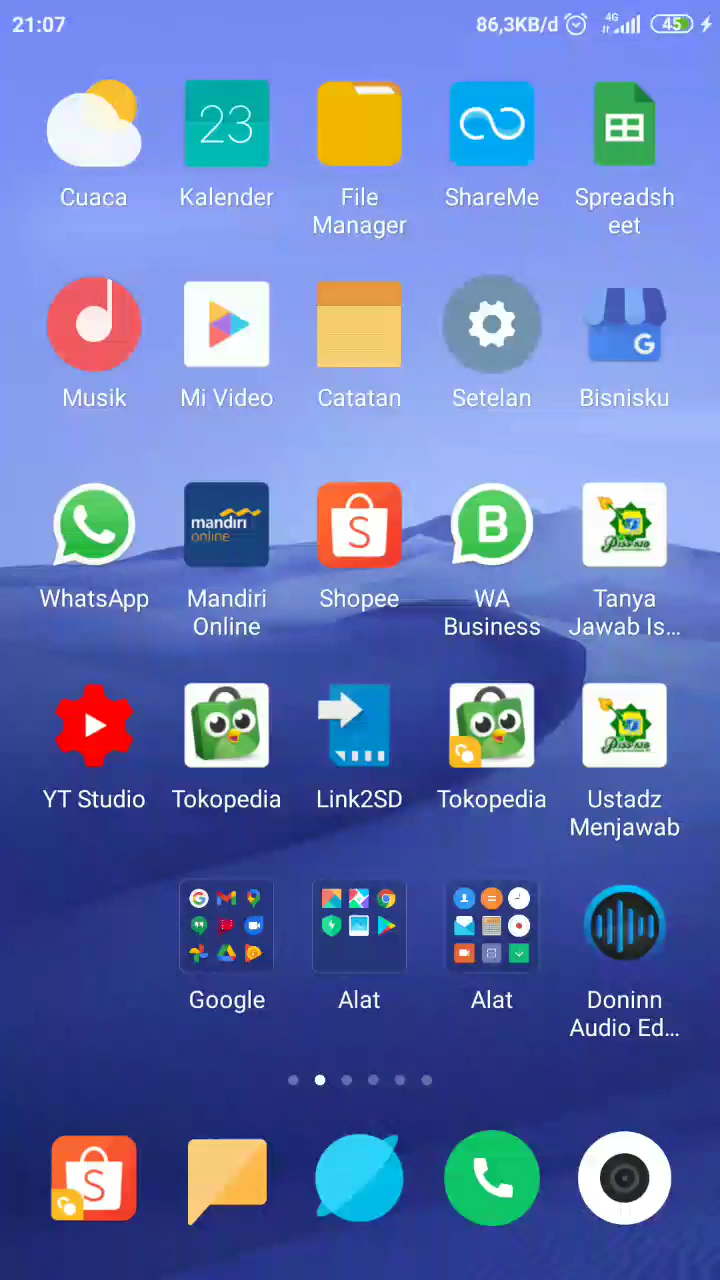 21:07 86,3KB/d 4G 45
23
Cuaca Kalender File Manager ShareMe Spreadsh
eet
Musik Mi Video Catatan Setelan Bisnisku
G
mandiri
online
S
B
WhatsApp Mandiri Online Shopee WA Business Tanya Jawab Is...
YT Studio Tokopedia Link2SD Tokopedia Ustadz Menjawab
Google Alat Alat Doninn Audio Ed...
S